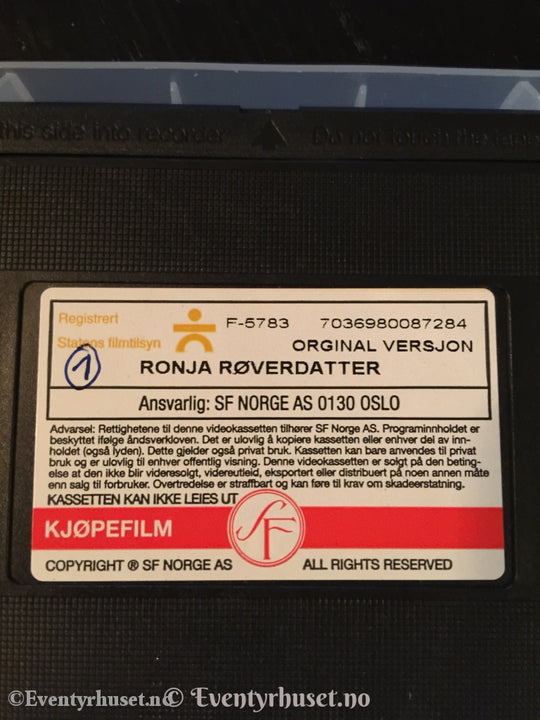 this side into recorder Do not touch the tape
Registrert F-5783 7036980087284
Statens filmtilsyn ORGINAL VERSJON
1 RONJA RØVERDATTER
Ansvarlig: SF NORGE AS 0130 OSLO
Advarsel: Rettighetene til denne videokassetten tilhører SF Norge AS. Programinnholdet er
beskyttet ifølge åndsverkloven. Det er ulovlig å kopiere kassetten eller enhver del av inn-
holdet (også lyden). Dette gjelder også privat bruk. Kassetten kan bare anvendes til privat
bruk og er ulovlig til enhver offentlig visning. Denne videokassetten er solgt på den beting-
else at den ikke blir videresolgt, videreutleid, eksportert eller distribuert på noen annen måte
enn salg til forbruker. Overtredelse er straffbart og kan føre til krav om skadeerstatning.
KASSETTEN KAN IKKE LEIES UT
KJØPEFILM SF
COPYRIGHT ® SF NORGE AS ALL RIGHTS RESERVED
©Eventyrhuset.no © Eventyrhuset.no